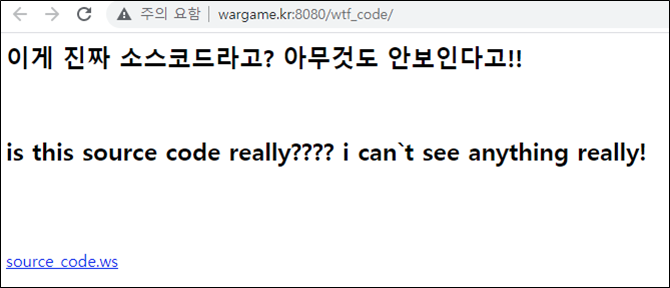 주의 요함 wargame.kr:8080/wtf_code/
이게 진짜 소스코드라고? 아무것도 안보인다고!!
is this source code really???? i can`t see anything really!
source_code.ws